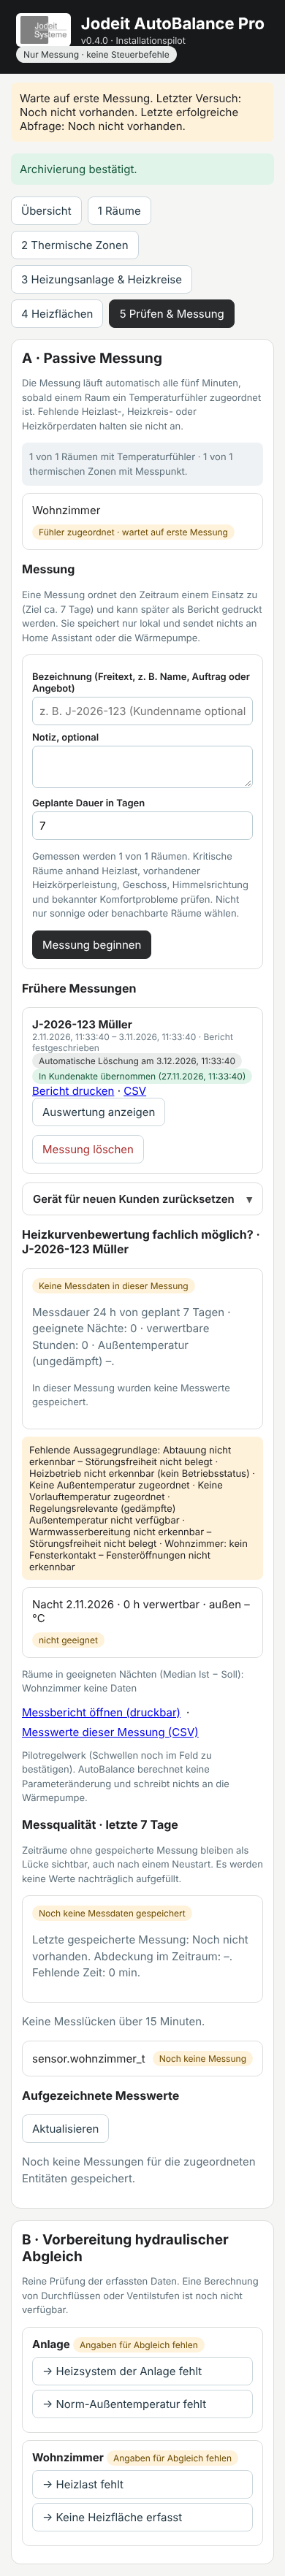 Jodeit
Systeme
Jodeit AutoBalance Pro
v0.4.0 · Installationspilot
Nur Messung · keine Steuerbefehle
Warte auf erste Messung. Letzter Versuch:
Noch nicht vorhanden. Letzte erfolgreiche
Abfrage: Noch nicht vorhanden.
Archivierung bestätigt.
Übersicht
1 Räume
2 Thermische Zonen
3 Heizungsanlage & Heizkreise
4 Heizflächen
5 Prüfen & Messung
A · Passive Messung
Die Messung läuft automatisch alle fünf Minuten,
sobald einem Raum ein Temperaturfühler zugeordnet
ist. Fehlende Heizlast-, Heizkreis- oder
Heizkörperdaten halten sie nicht an.
1 von 1 Räumen mit Temperaturfühler · 1 von 1
thermischen Zonen mit Messpunkt.
Wohnzimmer
Fühler zugeordnet · wartet auf erste Messung
Messung
Eine Messung ordnet den Zeitraum einem Einsatz zu
(Ziel ca. 7 Tage) und kann später als Bericht gedruckt
werden. Sie speichert nur lokal und sendet nichts an
Home Assistant oder die Wärmepumpe.
Bezeichnung (Freitext, z. B. Name, Auftrag oder
Angebot)
z. B. J-2026-123 (Kundenname optional
Notiz, optional
Geplante Dauer in Tagen
7
Gemessen werden 1 von 1 Räumen. Kritische
Räume anhand Heizlast, vorhandener
Heizkörperleistung, Geschoss, Himmelsrichtung
und bekannter Komfortprobleme prüfen. Nicht
nur sonnige oder benachbarte Räume wählen.
Messung beginnen
Frühere Messungen
J-2026-123 Müller
2.11.2026, 11:33:40 – 3.11.2026, 11:33:40 · Bericht
festgeschrieben
Automatische Löschung am 3.12.2026, 11:33:40
In Kundenakte übernommen (27.11.2026, 11:33:40)
Bericht drucken · CSV
Auswertung anzeigen
Messung löschen
Gerät für neuen Kunden zurücksetzen ▼
Heizkurvenbewertung fachlich möglich? ·
J-2026-123 Müller
Keine Messdaten in dieser Messung
Messdauer 24 h von geplant 7 Tagen ·
geeignete Nächte: 0 · verwertbare
Stunden: 0 · Außentemperatur
(ungedämpft) –.
In dieser Messung wurden keine Messwerte
gespeichert.
Fehlende Aussagegrundlage: Abtauung nicht
erkennbar – Störungsfreiheit nicht belegt ·
Heizbetrieb nicht erkennbar (kein Betriebsstatus) ·
Keine Außentemperatur zugeordnet · Keine
Vorlauftemperatur zugeordnet ·
Regelungsrelevante (gedämpfte)
Außentemperatur nicht verfügbar ·
Warmwasserbereitung nicht erkennbar –
Störungsfreiheit nicht belegt · Wohnzimmer: kein
Fensterkontakt – Fensteröffnungen nicht
erkennbar
Nacht 2.11.2026 · 0 h verwertbar · außen –
°C
nicht geeignet
Räume in geeigneten Nächten (Median Ist − Soll):
Wohnzimmer keine Daten
Messbericht öffnen (druckbar) ·
Messwerte dieser Messung (CSV)
Pilotregelwerk (Schwellen noch im Feld zu
bestätigen). AutoBalance berechnet keine
Parameteränderung und schreibt nichts an die
Wärmepumpe.
Messqualität · letzte 7 Tage
Zeiträume ohne gespeicherte Messung bleiben als
Lücke sichtbar, auch nach einem Neustart. Es werden
keine Werte nachträglich aufgefüllt.
Noch keine Messdaten gespeichert
Letzte gespeicherte Messung: Noch nicht
vorhanden. Abdeckung im Zeitraum: –.
Fehlende Zeit: 0 min.
Keine Messlücken über 15 Minuten.
sensor.wohnzimmer_t
Noch keine Messung
Aufgezeichnete Messwerte
Aktualisieren
Noch keine Messungen für die zugeordneten
Entitäten gespeichert.
B · Vorbereitung hydraulischer
Abgleich
Reine Prüfung der erfassten Daten. Eine Berechnung
von Durchflüssen oder Ventilstufen ist noch nicht
verfügbar.
Anlage
Angaben für Abgleich fehlen
→ Heizsystem der Anlage fehlt
→ Norm-Außentemperatur fehlt
Wohnzimmer
Angaben für Abgleich fehlen
→ Heizlast fehlt
→ Keine Heizfläche erfasst